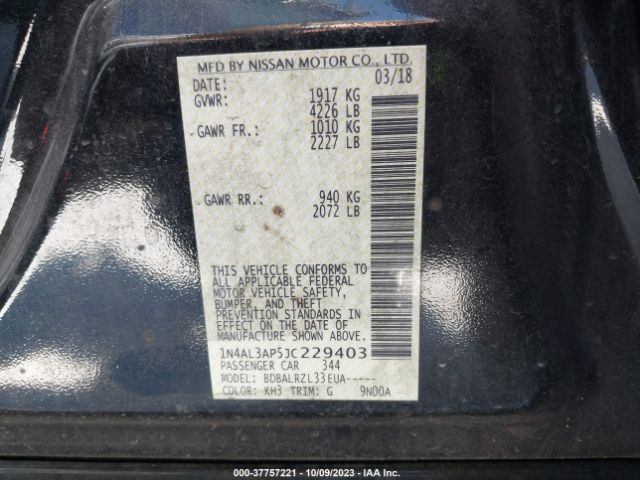 MFD BY NISSAN MOTOR CO., LTD.
DATE: 03/18
GVWR: 1917 KG
4226 LB
GAWR FR.: 1010 KG
2227 LB
GAWR RR.: 940 KG
2072 LB
THIS VEHICLE CONFORMS TO
ALL APPLICABLE FEDERAL
MOTOR VEHICLE SAFETY,
BUMPER, AND THEFT
PREVENTION STANDARDS IN
EFFECT ON THE DATE OF
MANUFACTURE SHOWN ABOVE.
1N4AL3AP5JC229403
PASSENGER CAR 344
MODEL: BDBALRZL33EUA-----
COLOR: KH3 TRIM: G 9N00A
000-37757221 - 10/09/2023 - IAA Inc.